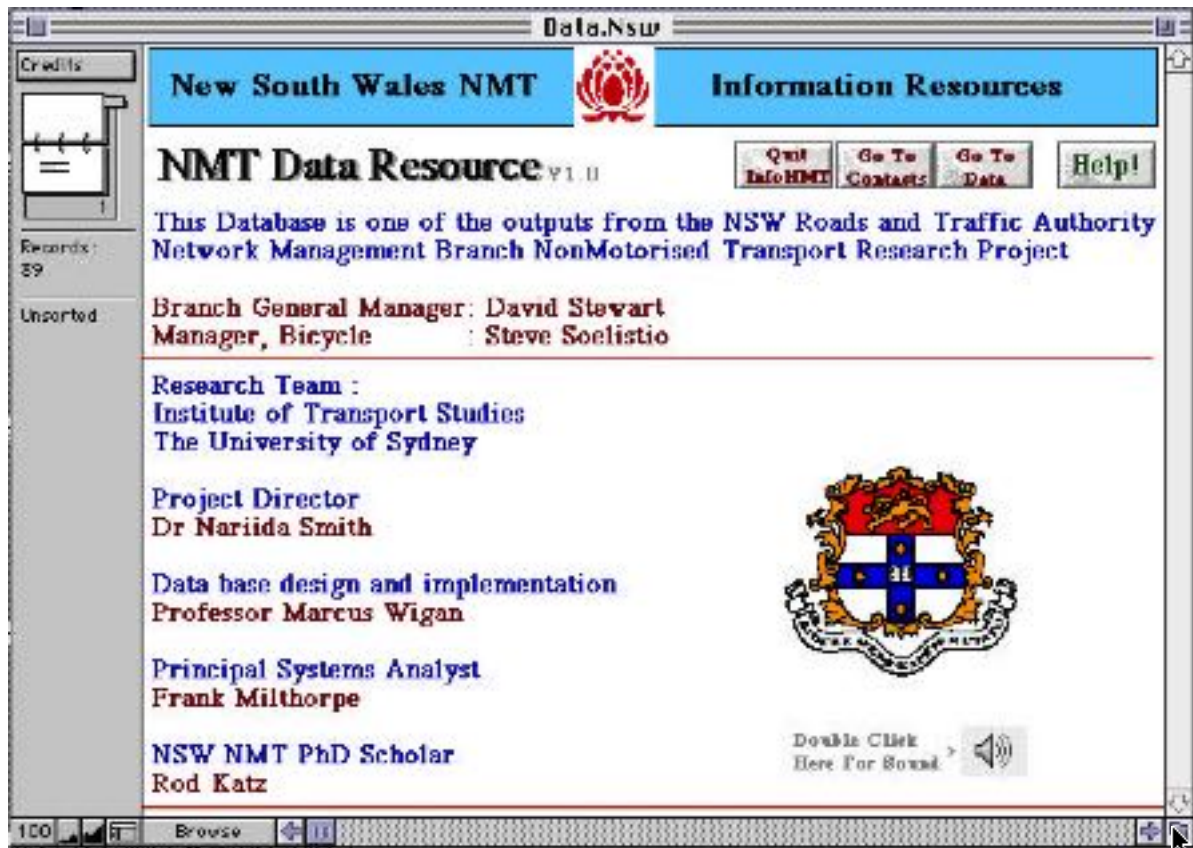 Data.Nsw
Credits
1
Records:
39
Unsorted
New South Wales NMT Information Resources
NMT Data Resource V1.0
Quit InfoNMT
Go To Contacts
Go To Data
Help!
This Database is one of the outputs from the NSW Roads and Traffic Authority
Network Management Branch NonMotorised Transport Research Project
Branch General Manager: David Stewart
Manager, Bicycle : Steve Soelistio
Research Team :
Institute of Transport Studies
The University of Sydney
Project Director
Dr Nariida Smith
Data base design and implementation
Professor Marcus Wigan
Principal Systems Analyst
Frank Milthorpe
NSW NMT PhD Scholar
Rod Katz
Double Click
Here For Sound >
100
Browse